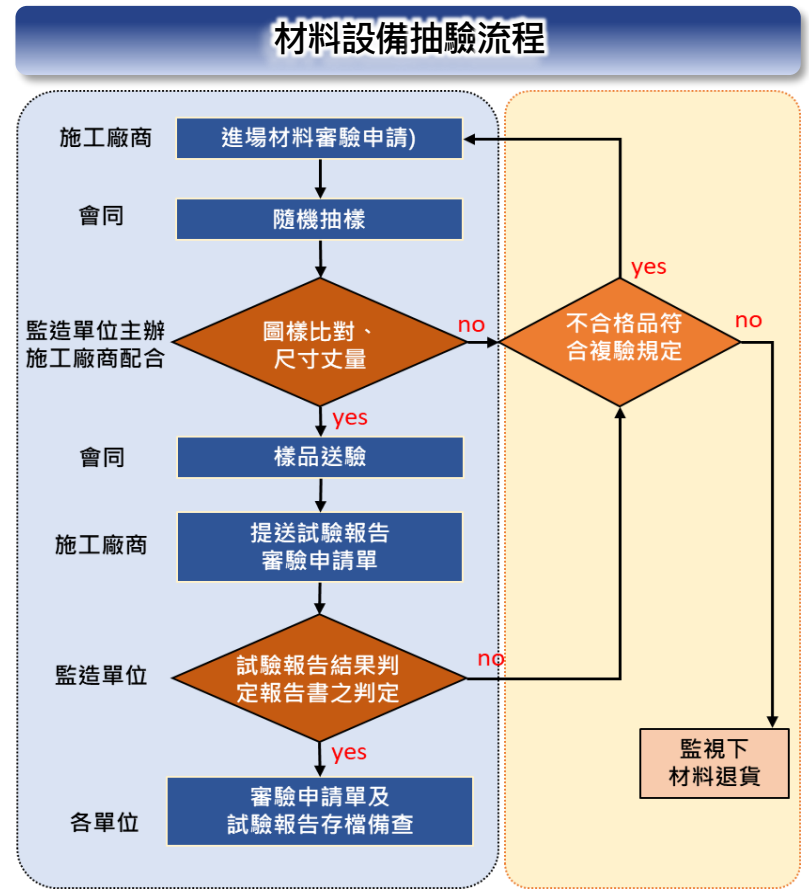 材料設備抽驗流程
施工廠商
進場材料審驗申請)
會同
隨機抽樣
yes
監造單位主辦
施工廠商配合
圖樣比對、
尺寸丈量
no
不合格品符
合複驗規定
no
yes
會同
樣品送驗
施工廠商
提送試驗報告
審驗申請單
監造單位
試驗報告結果判
定報告書之判定
no
yes
監視下
材料退貨
各單位
審驗申請單及
試驗報告存檔備查